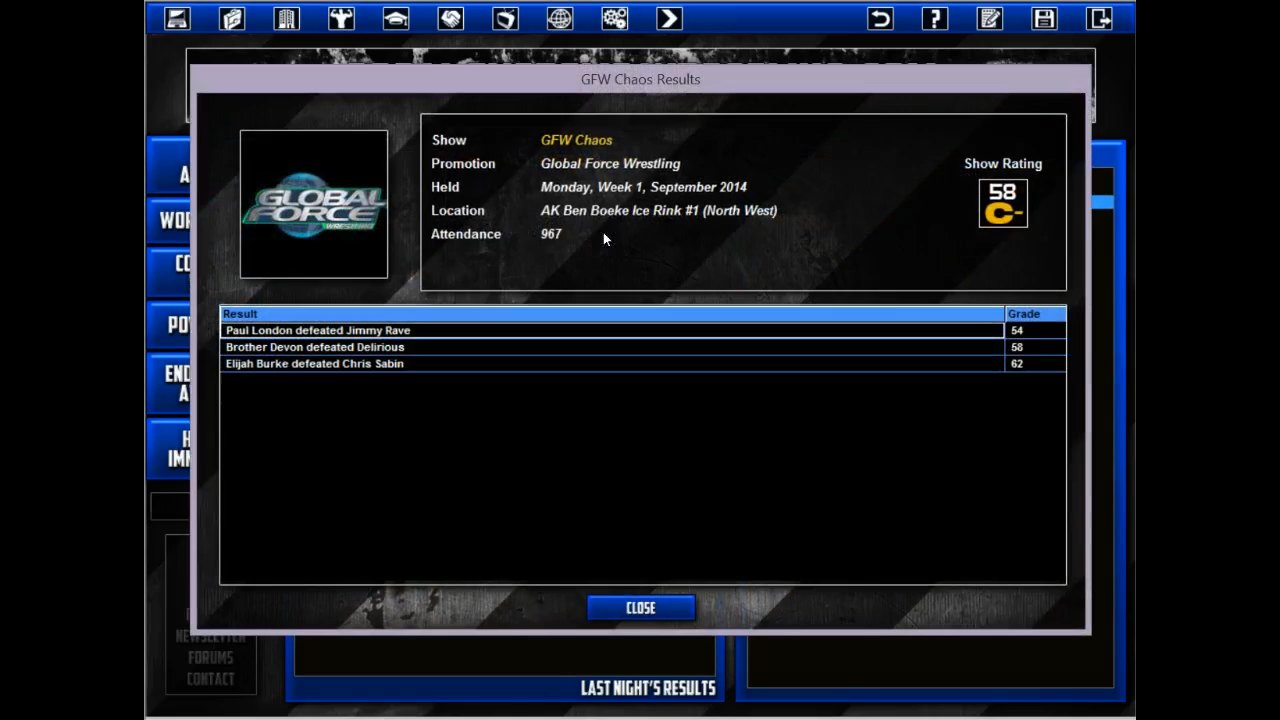 GFW Chaos Results
Show GFW Chaos
Promotion Global Force Wrestling
Held Monday, Week 1, September 2014
Location AK Ben Boeke Ice Rink #1 (North West)
Attendance 967
Show Rating
58
C-
GLOBAL
FORCE
WRESTLING
Result Grade
Paul London defeated Jimmy Rave 54
Brother Devon defeated Delirious 58
Elijah Burke defeated Chris Sabin 62
CLOSE
NEWSLETTER
FORUMS
CONTACT
LAST NIGHT'S RESULTS